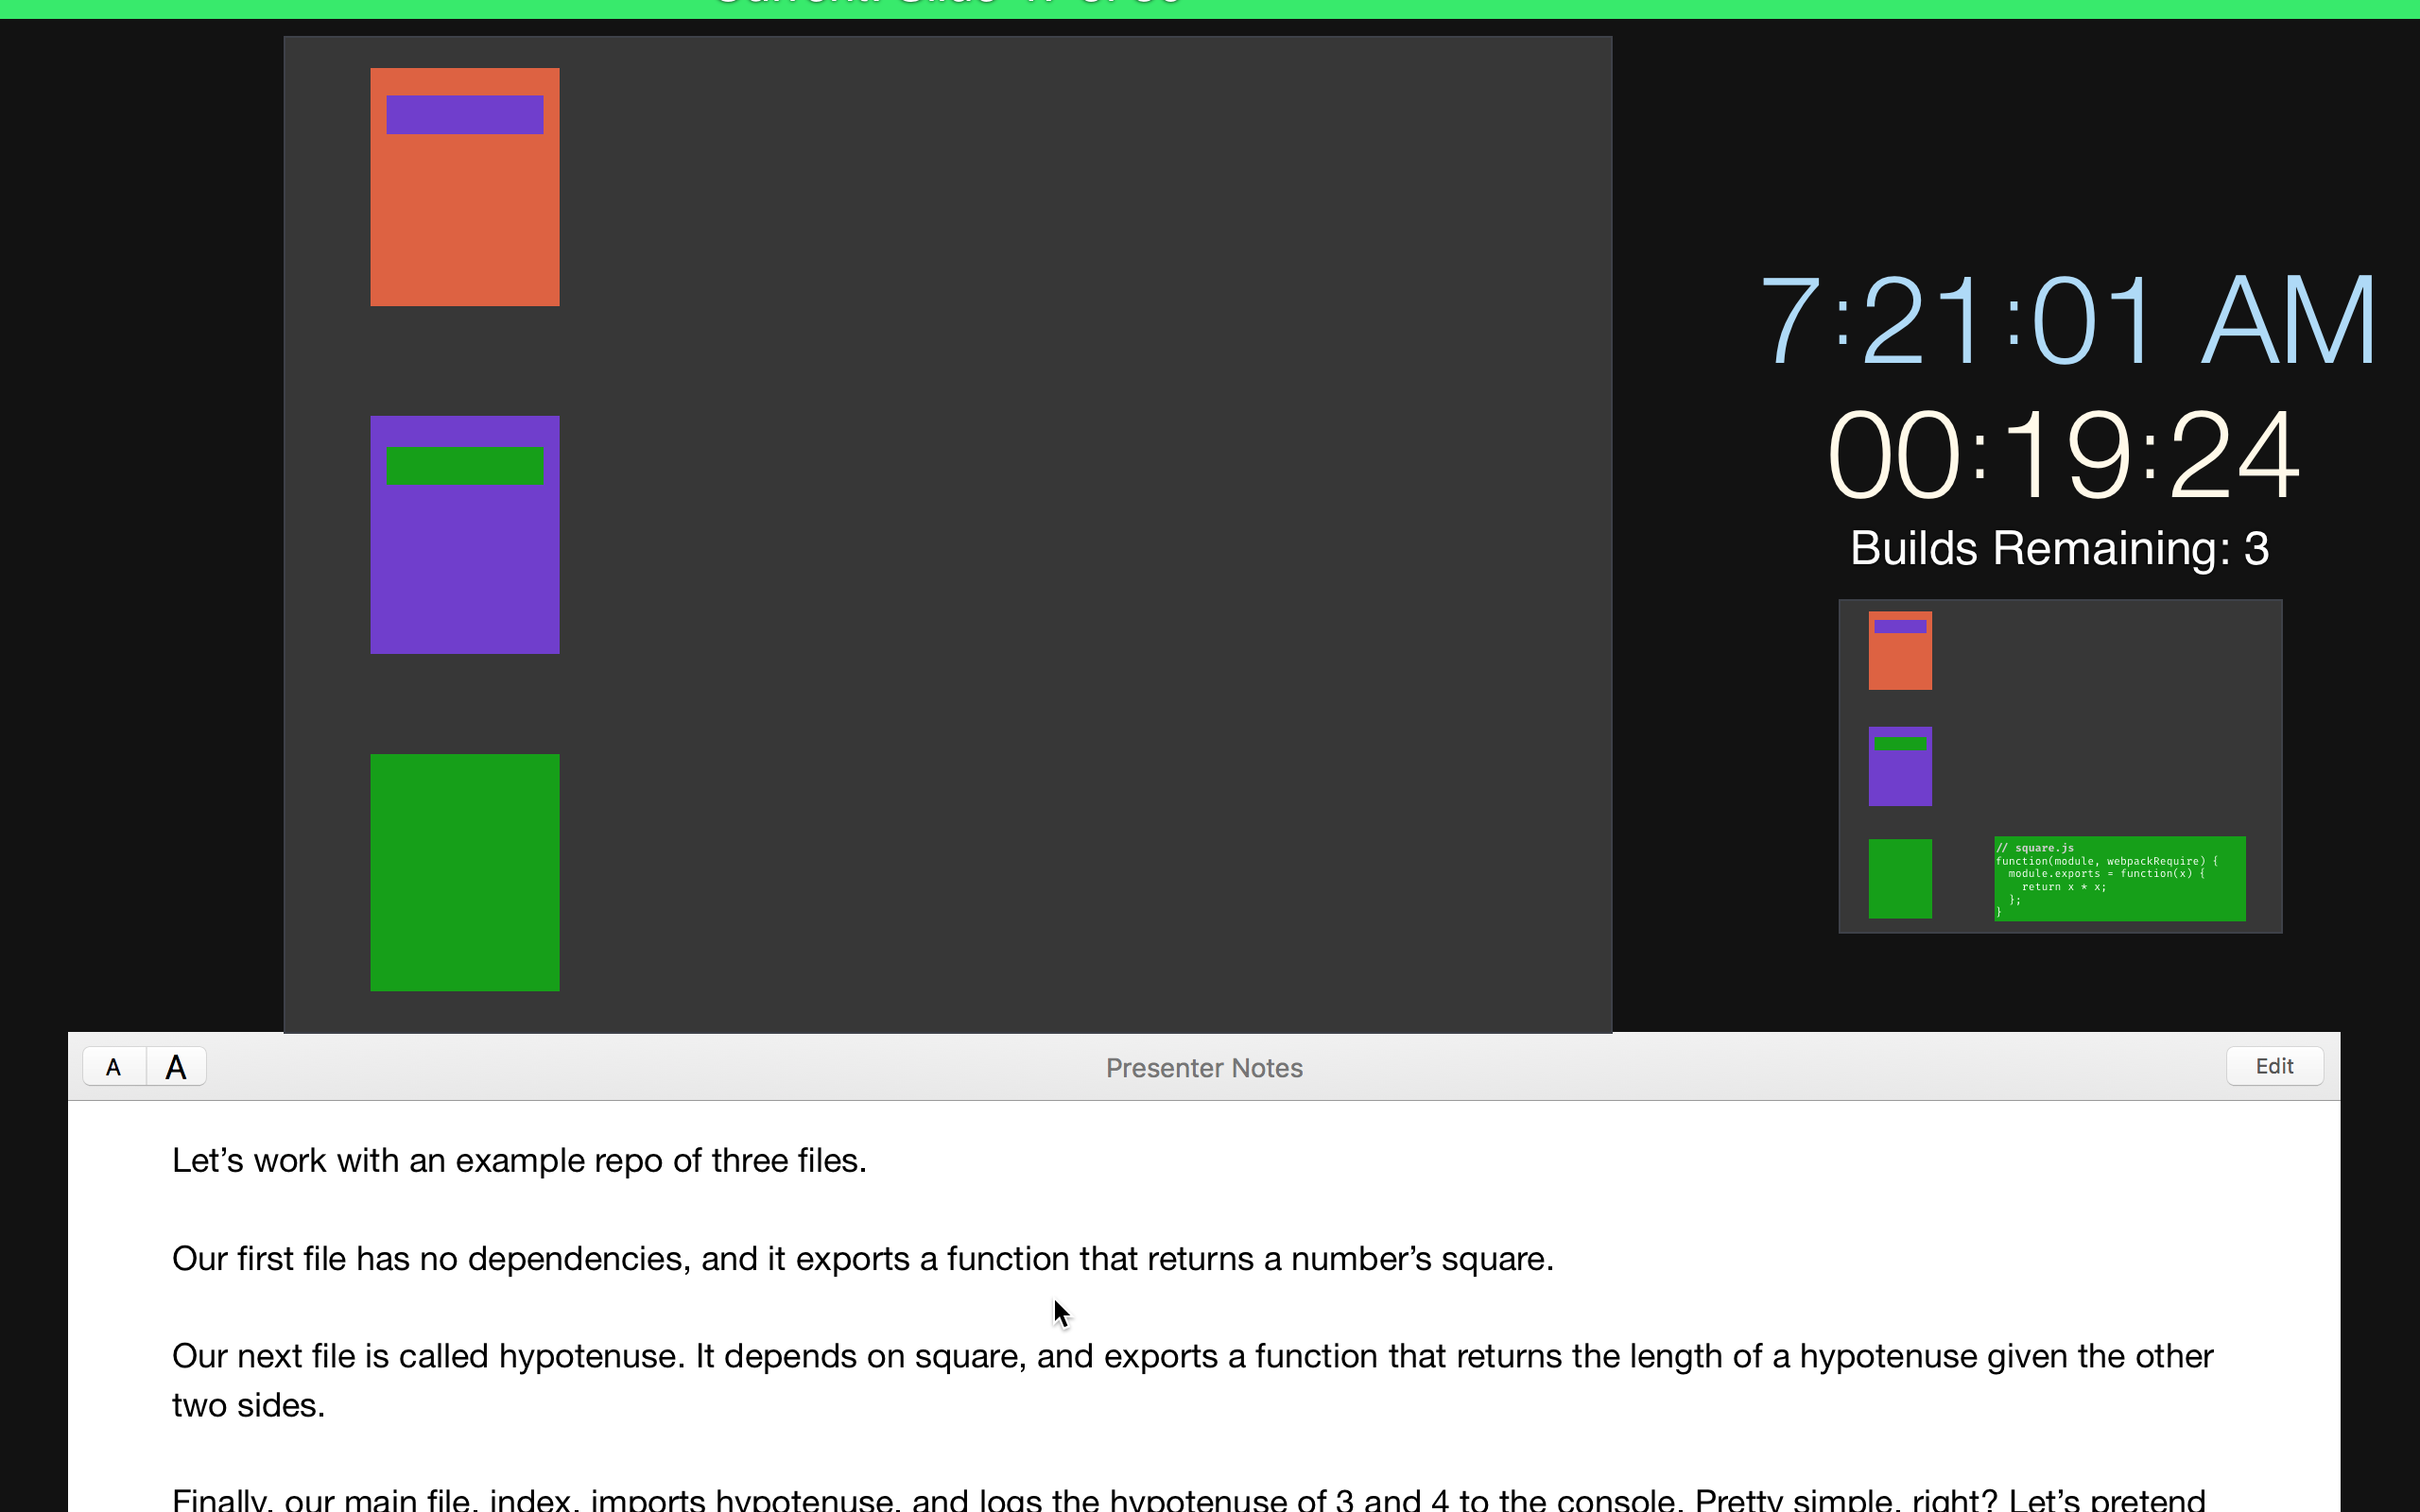 7:21:01 AM
00:19:24
Builds Remaining: 3
// square.js
function(module, webpackRequire) {
module.exports = function(x) {
return x * x;
};
}
A A
Presenter Notes
Edit
Let’s work with an example repo of three files.
Our first file has no dependencies, and it exports a function that returns a number’s square.
Our next file is called hypotenuse. It depends on square, and exports a function that returns the length of a hypotenuse given the other
two sides.
Finally, our main file, index, imports hypotenuse, and logs the hypotenuse of 3 and 4 to the console. Pretty simple, right? Let’s pretend